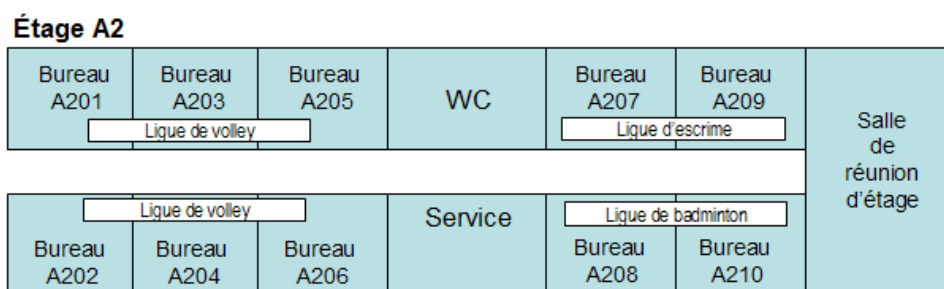 Étage A2
Bureau
A201
Bureau
A203
Bureau
A205
Ligue de volley
WC
Bureau
A207
Bureau
A209
Ligue d'escrime
Salle
de
réunion
d'étage
Ligue de volley
Bureau
A202
Bureau
A204
Bureau
A206
Service
Ligue de badminton
Bureau
A208
Bureau
A210